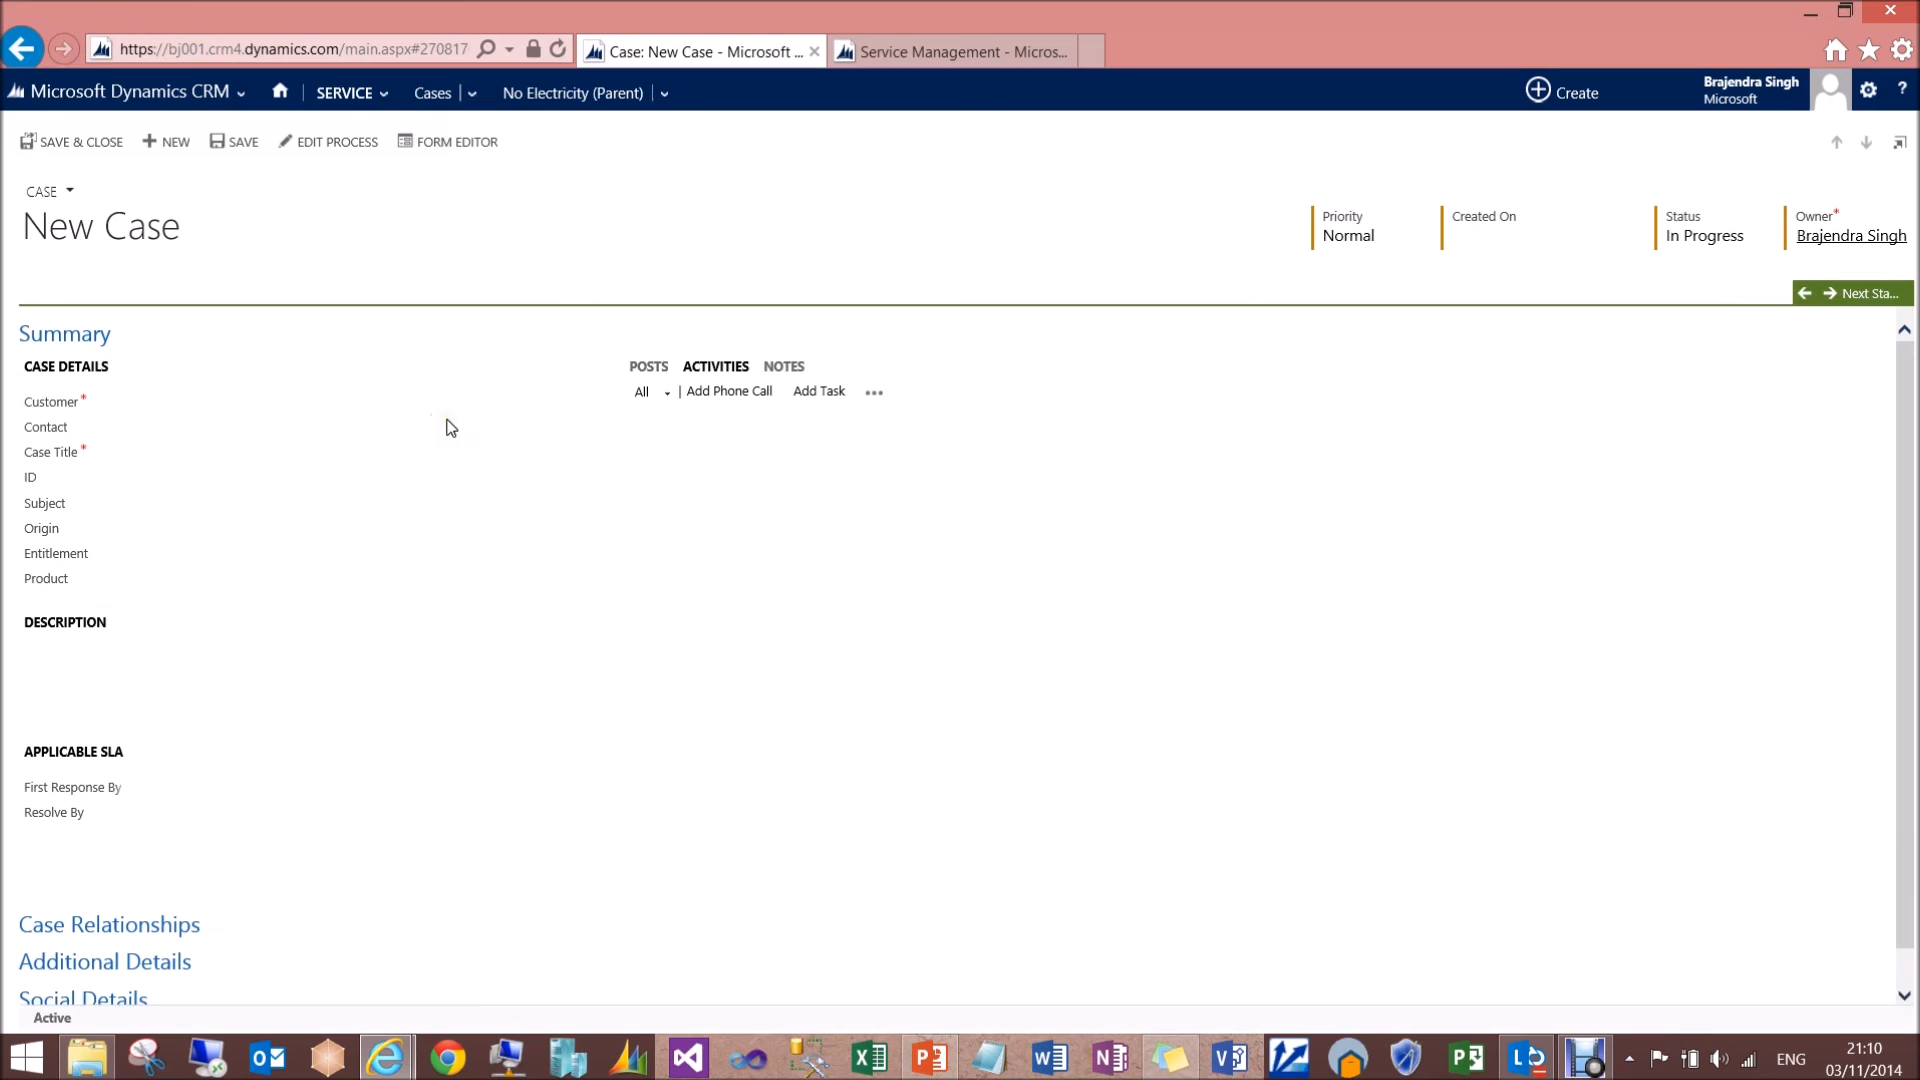 https://bj001.crm4.dynamics.com/main.aspx#270817
Case: New Case - Microsoft ...
Service Management - Micros...
Microsoft Dynamics CRM
SERVICE
Cases
No Electricity (Parent)
Create
Brajendra Singh
Microsoft
?
SAVE & CLOSE
NEW
SAVE
EDIT PROCESS
FORM EDITOR
CASE
New Case
Priority
Normal
Created On
Status
In Progress
Owner*
Brajendra Singh
Next Sta...
Summary
CASE DETAILS
POSTS ACTIVITIES NOTES
All | Add Phone Call Add Task ...
Customer*
Contact
Case Title*
ID
Subject
Origin
Entitlement
Product
DESCRIPTION
APPLICABLE SLA
First Response By
Resolve By
Case Relationships
Additional Details
Social Details
Active
ENG
21:10
03/11/2014